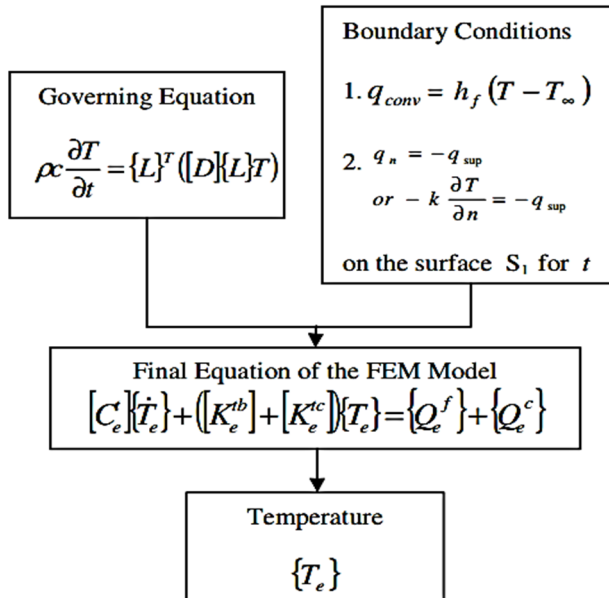 Governing Equation
ρc ∂T/∂t = {L}^T([D]{L}T)
Boundary Conditions
1. q_conv = h_f (T − T_∞)
2. q_n = −q_sup
or − k ∂T/∂n = −q_sup
on the surface S_1 for t
Final Equation of the FEM Model
[C_e^t]{Ṫ_e}+([K_e^tb]+[K_e^tc]){T_e}={Q_e^f}+{Q_e^c}
Temperature
{T_e}